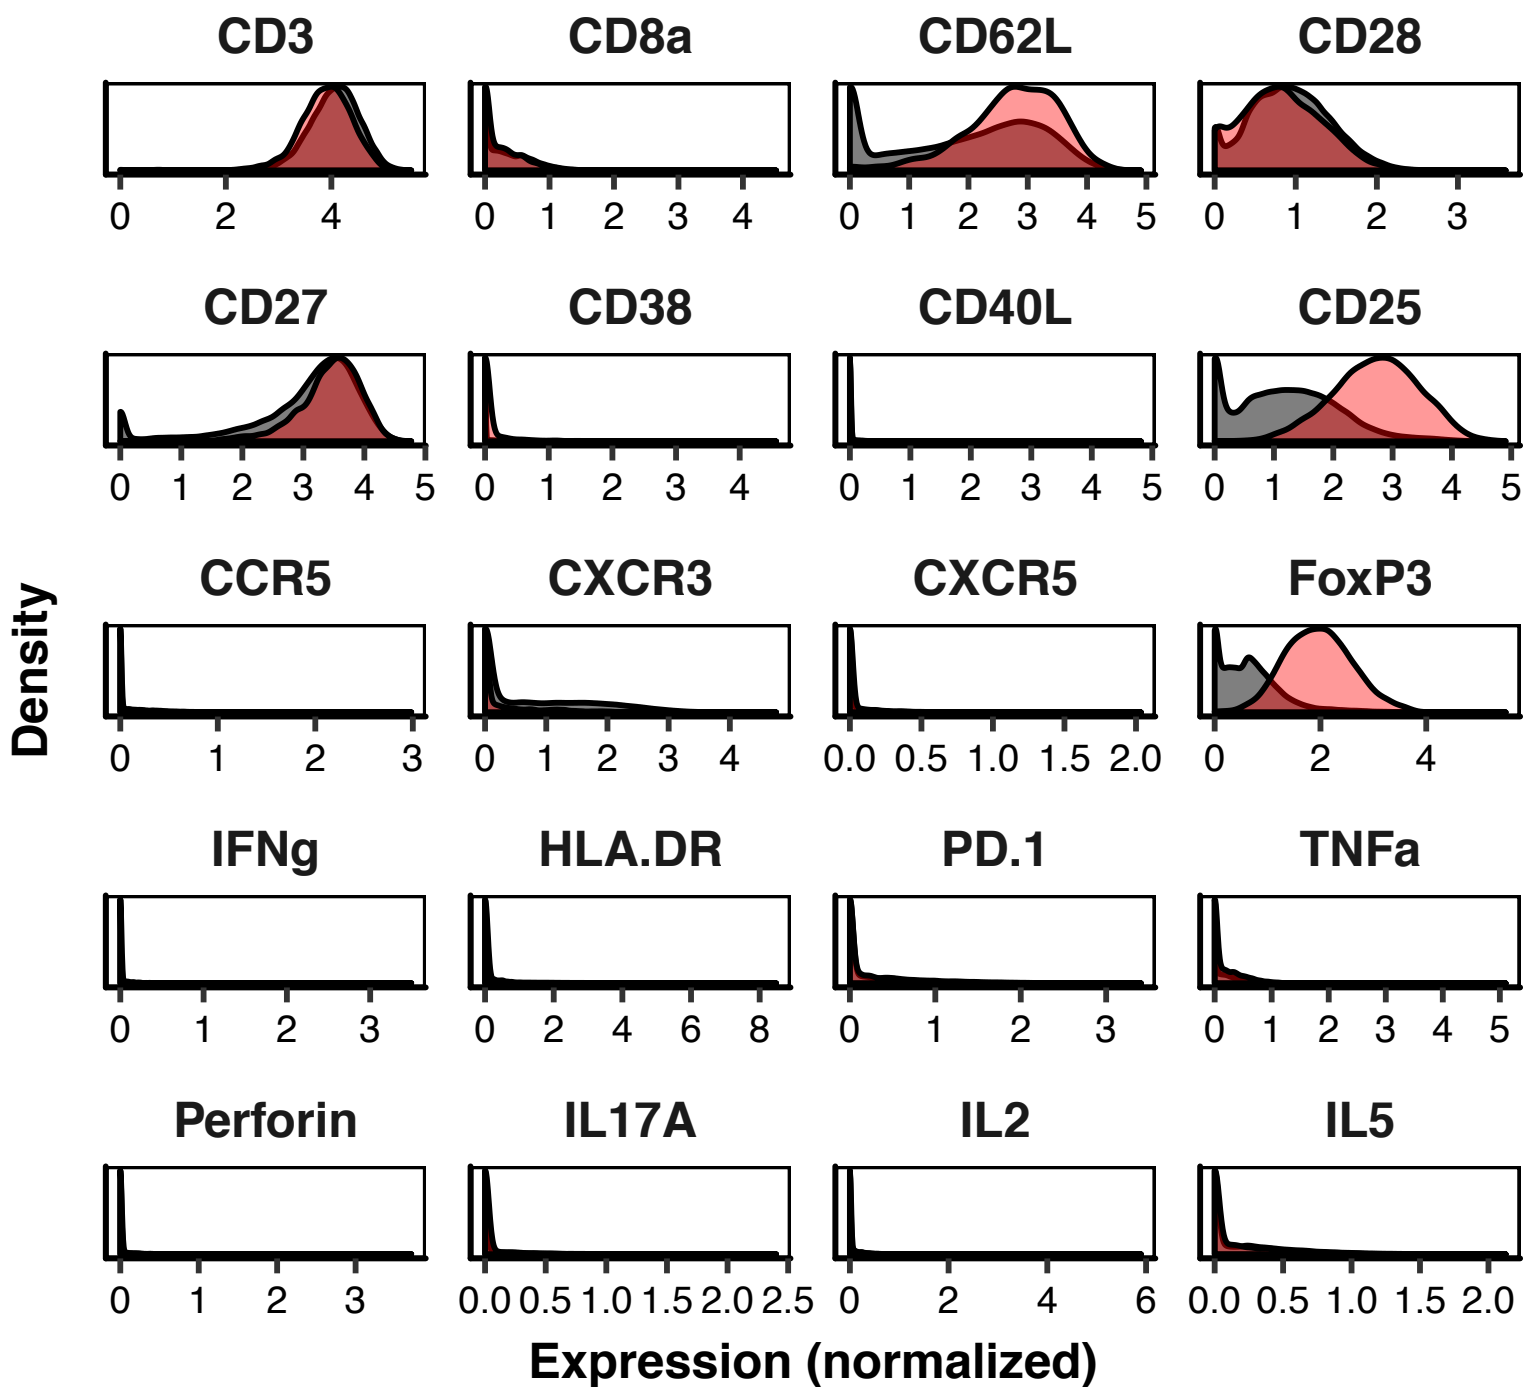 CD3 CD8a CD62L CD28
0 2 4 0 1 2 3 4 0 1 2 3 4 5 0 1 2 3
CD27 CD38 CD40L CD25
0 1 2 3 4 5 0 1 2 3 4 0 1 2 3 4 5 0 1 2 3 4 5
CCR5 CXCR3 CXCR5 FoxP3
0 1 2 3 0 1 2 3 4 0.0 0.5 1.0 1.5 2.0 0 2 4
Density
IFNg HLA.DR PD.1 TNFa
0 1 2 3 0 2 4 6 8 0 1 2 3 0 1 2 3 4 5
Perforin IL17A IL2 IL5
0 1 2 3 0.0 0.5 1.0 1.5 2.0 2.5 0 2 4 6 0.0 0.5 1.0 1.5 2.0
Expression (normalized)